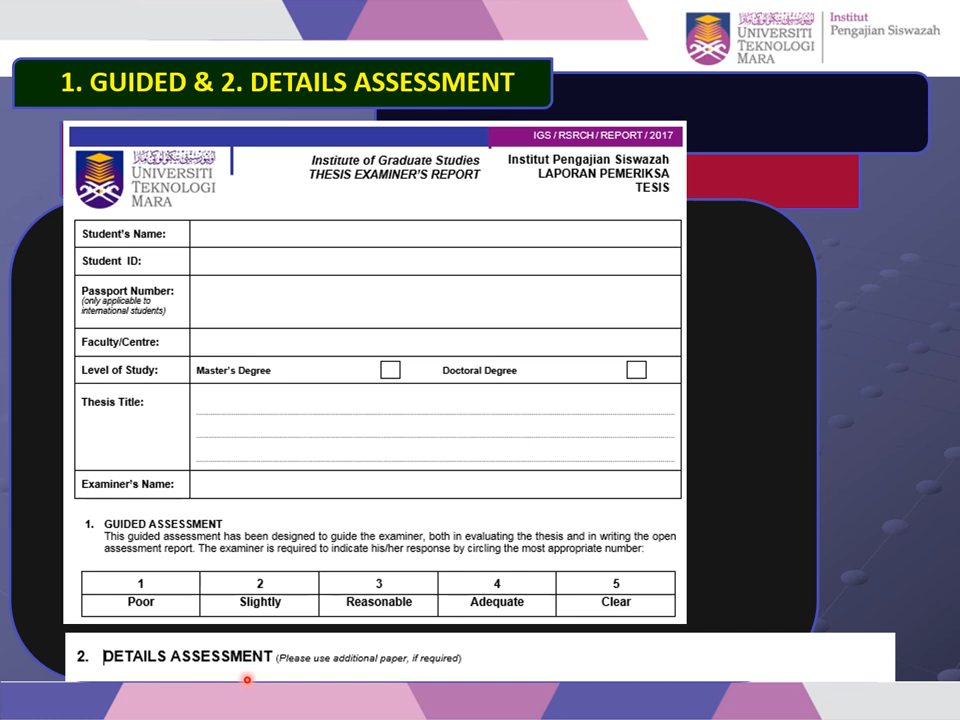 UNIVERSITI
TEKNOLOGI
MARA
Institut
Pengajian Siswazah
1. GUIDED & 2. DETAILS ASSESSMENT
IGS / RSRCH / REPORT / 2017
UNIVERSITI
TEKNOLOGI
MARA
Institute of Graduate Studies
THESIS EXAMINER'S REPORT
Institut Pengajian Siswazah
LAPORAN PEMERIKSA
TESIS
Student's Name:
Student ID:
Passport Number:
(only applicable to
international students)
Faculty/Centre:
Level of Study: Master's Degree Doctoral Degree
Thesis Title:
Examiner's Name:
1. GUIDED ASSESSMENT
This guided assessment has been designed to guide the examiner, both in evaluating the thesis and in writing the open
assessment report. The examiner is required to indicate his/her response by circling the most appropriate number:
1 2 3 4 5
Poor Slightly Reasonable Adequate Clear
2. DETAILS ASSESSMENT (Please use additional paper, if required)